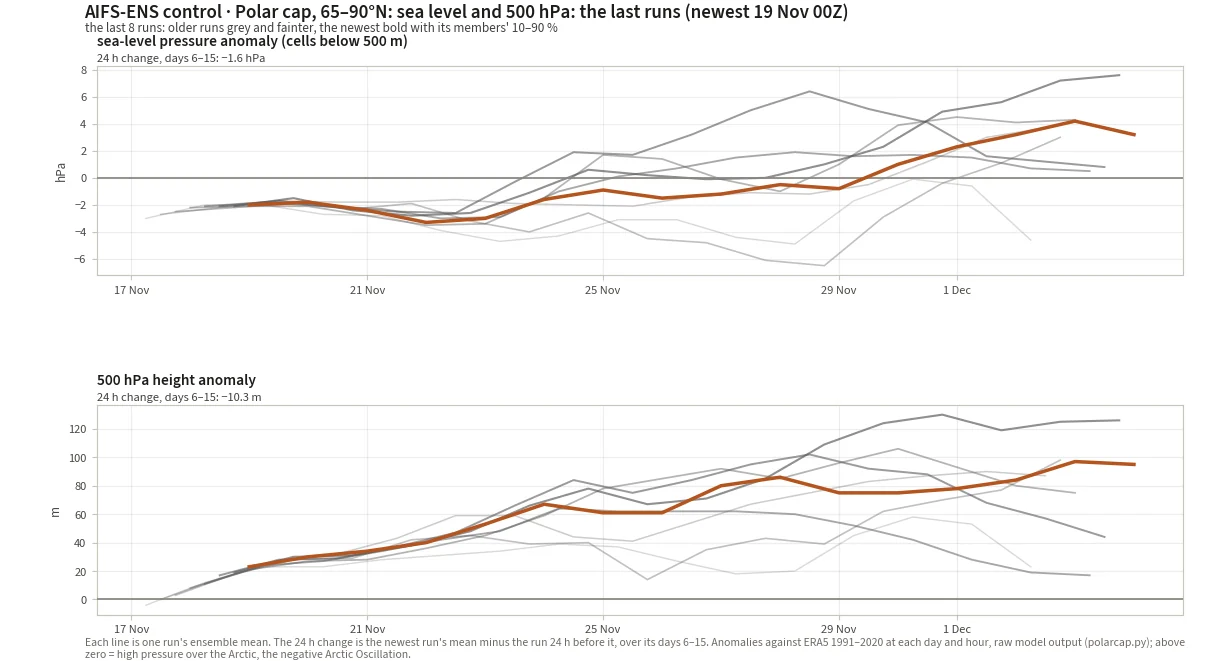 AIFS-ENS control · Polar cap, 65–90°N: sea level and 500 hPa: the last runs (newest 19 Nov 00Z)
the last 8 runs: older runs grey and fainter, the newest bold with its members' 10–90 %
sea-level pressure anomaly (cells below 500 m)
24 h change, days 6–15: −1.6 hPa
8
6
4
2
0
−2
−4
−6
hPa
17 Nov
21 Nov
25 Nov
29 Nov
1 Dec
500 hPa height anomaly
24 h change, days 6–15: −10.3 m
120
100
80
60
40
20
0
m
17 Nov
21 Nov
25 Nov
29 Nov
1 Dec
Each line is one run's ensemble mean. The 24 h change is the newest run's mean minus the run 24 h before it, over its days 6–15. Anomalies against ERA5 1991–2020 at each day and hour, raw model output (polarcap.py); above
zero = high pressure over the Arctic, the negative Arctic Oscillation.